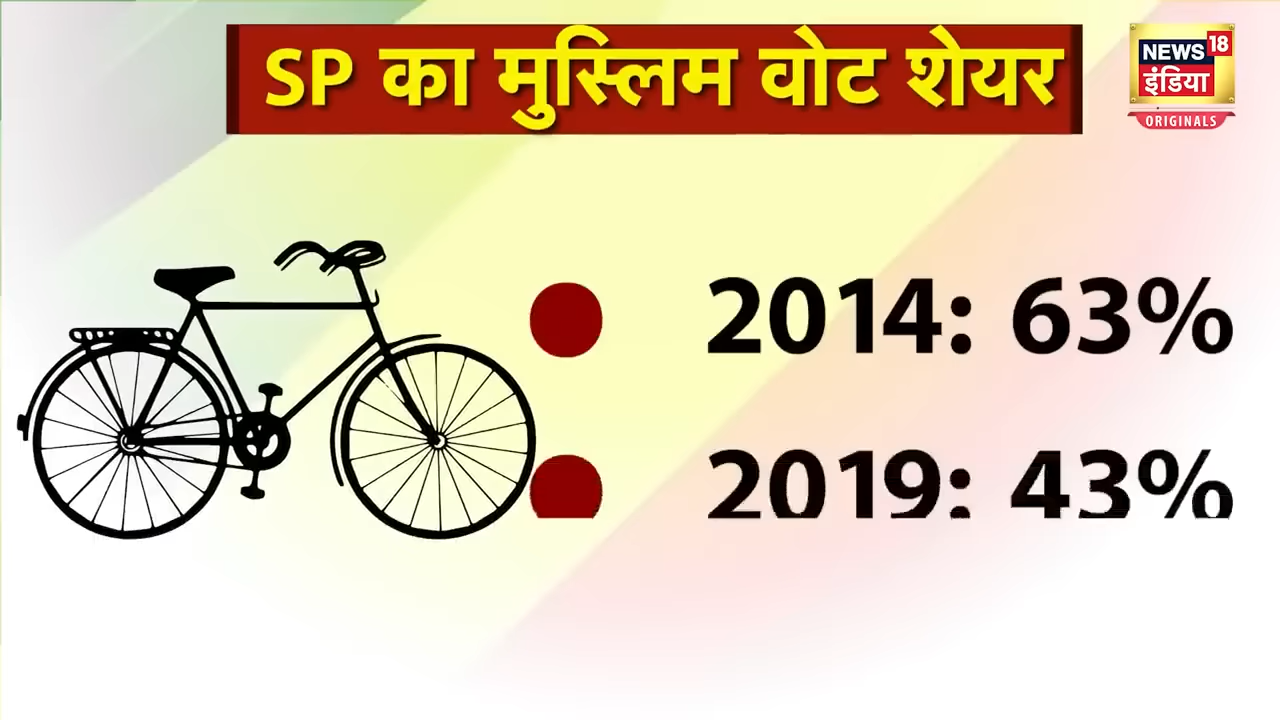 SP का मुस्लिम वोट शेयर
NEWS 18
इंडिया
ORIGINALS
2014: 63%
2019: 43%